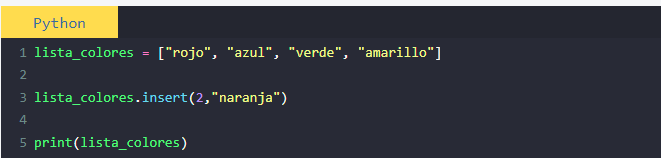 Python
1 lista_colores = ["rojo", "azul", "verde", "amarillo"]
2
3 lista_colores.insert(2,"naranja")
4
5 print(lista_colores)